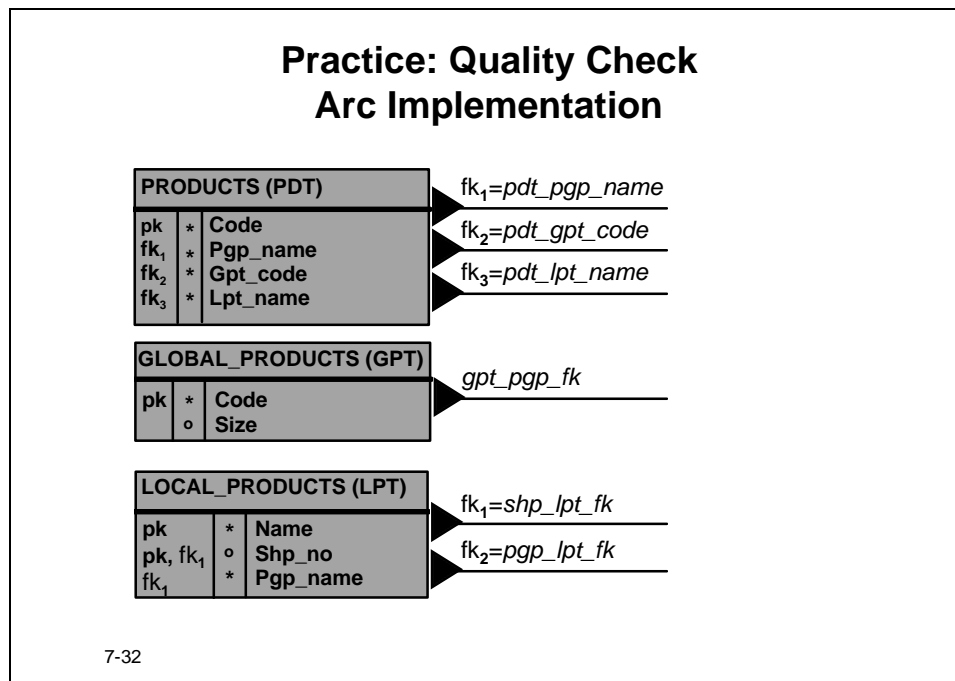 Practice: Quality Check
Arc Implementation
PRODUCTS (PDT)
pk * Code
fk₁ * Pgp_name
fk₂ * Gpt_code
fk₃ * Lpt_name
fk₁=pdt_pgp_name
fk₂=pdt_gpt_code
fk₃=pdt_lpt_name
GLOBAL_PRODUCTS (GPT)
pk * Code
o Size
gpt_pgp_fk
LOCAL_PRODUCTS (LPT)
pk * Name
pk, fk₁ o Shp_no
fk₁ * Pgp_name
fk₁=shp_lpt_fk
fk₂=pgp_lpt_fk
7-32